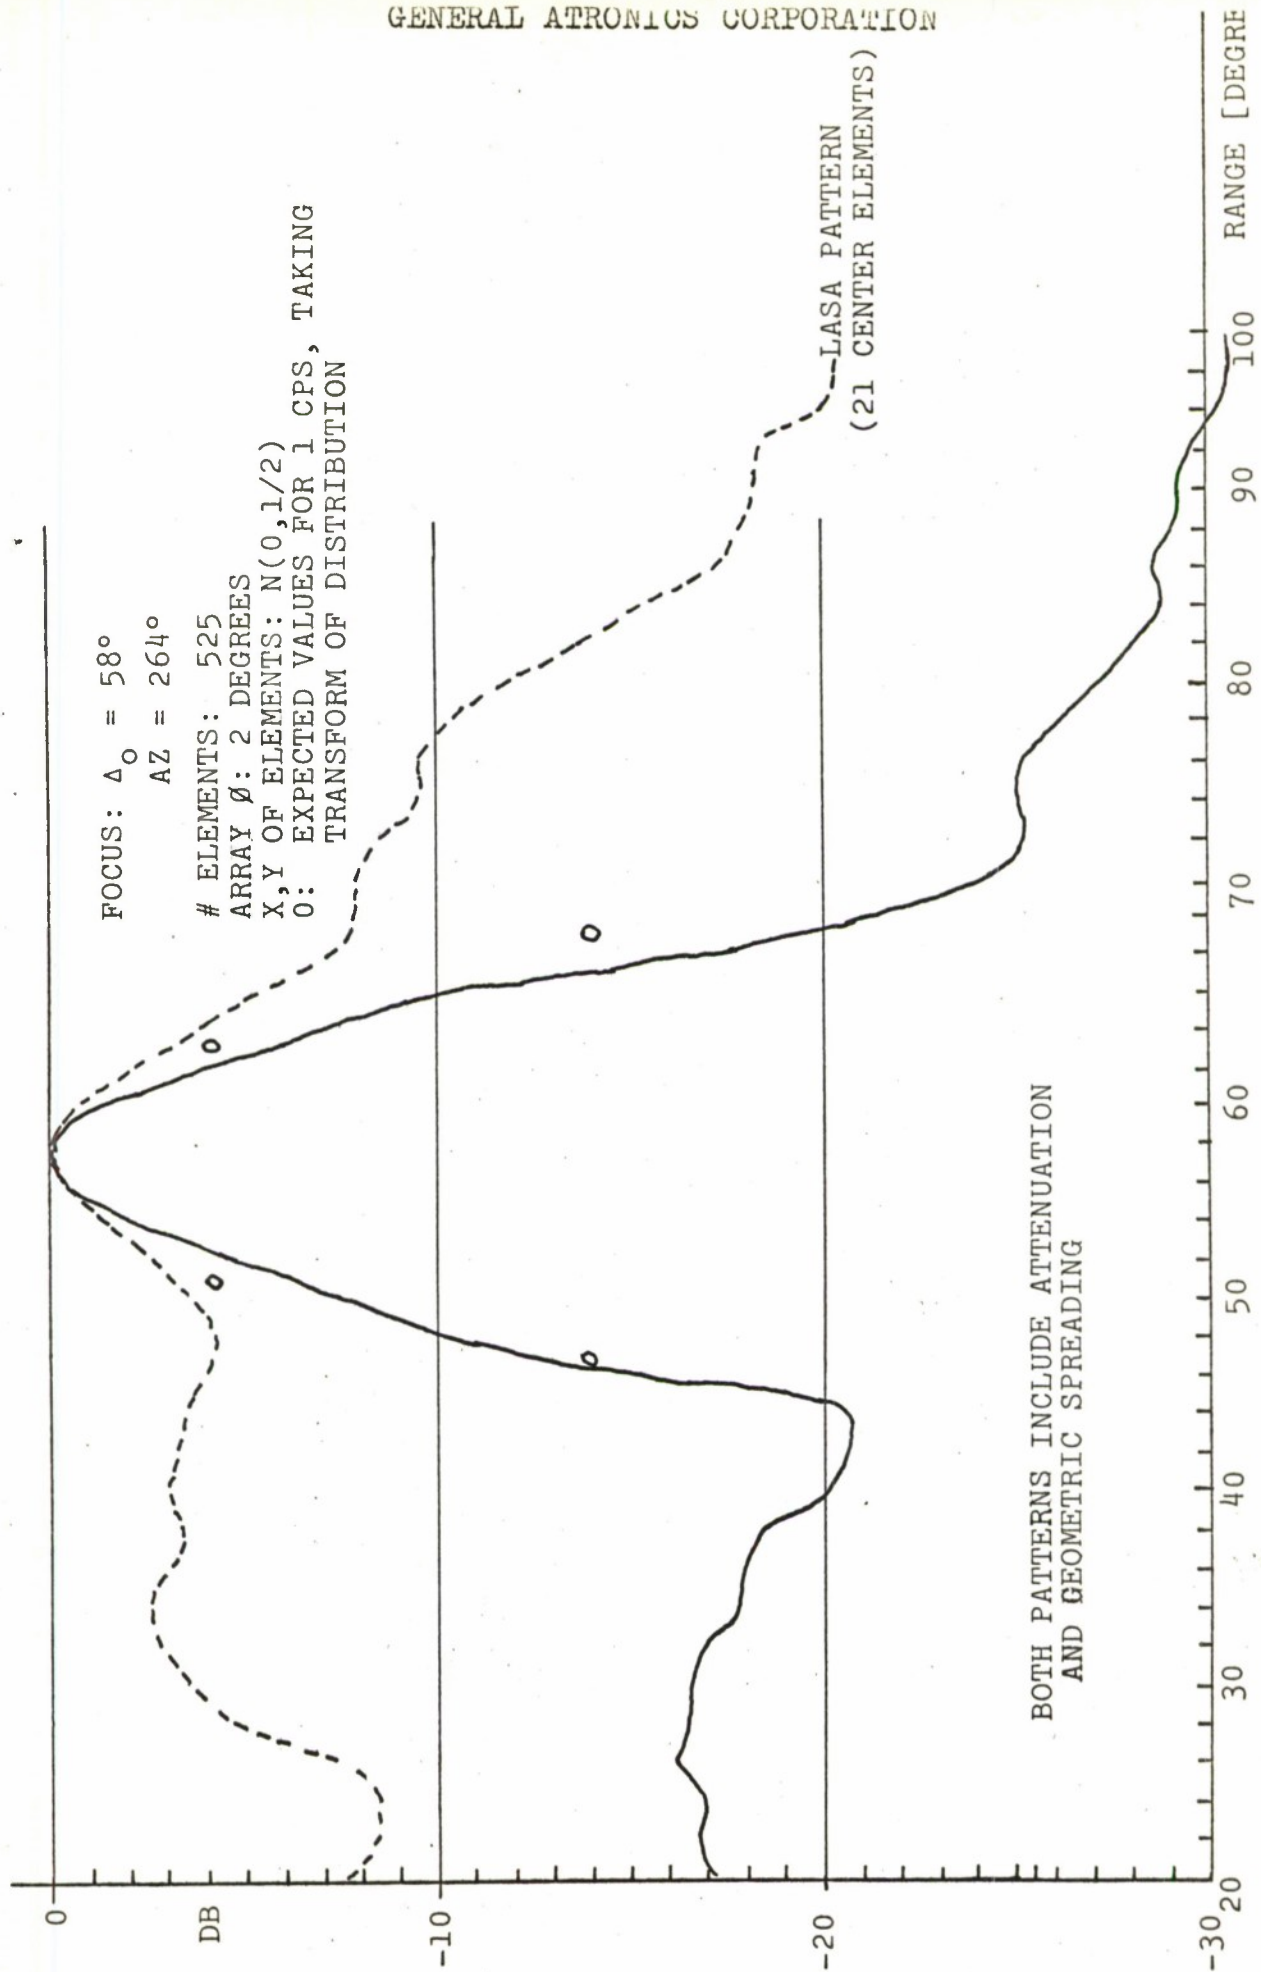 GENERAL ATRONICS CORPORATION
FOCUS: Δo = 58°
AZ = 264°
# ELEMENTS: 525
ARRAY Ø: 2 DEGREES
X,Y OF ELEMENTS: N(0,1/2)
O: EXPECTED VALUES FOR 1 CPS, TAKING
TRANSFORM OF DISTRIBUTION
LASA PATTERN
(21 CENTER ELEMENTS)
BOTH PATTERNS INCLUDE ATTENUATION
AND GEOMETRIC SPREADING
0
DB
-10
-20
-30
20 30 40 50 60 70 80 90 100
RANGE [DEGRE